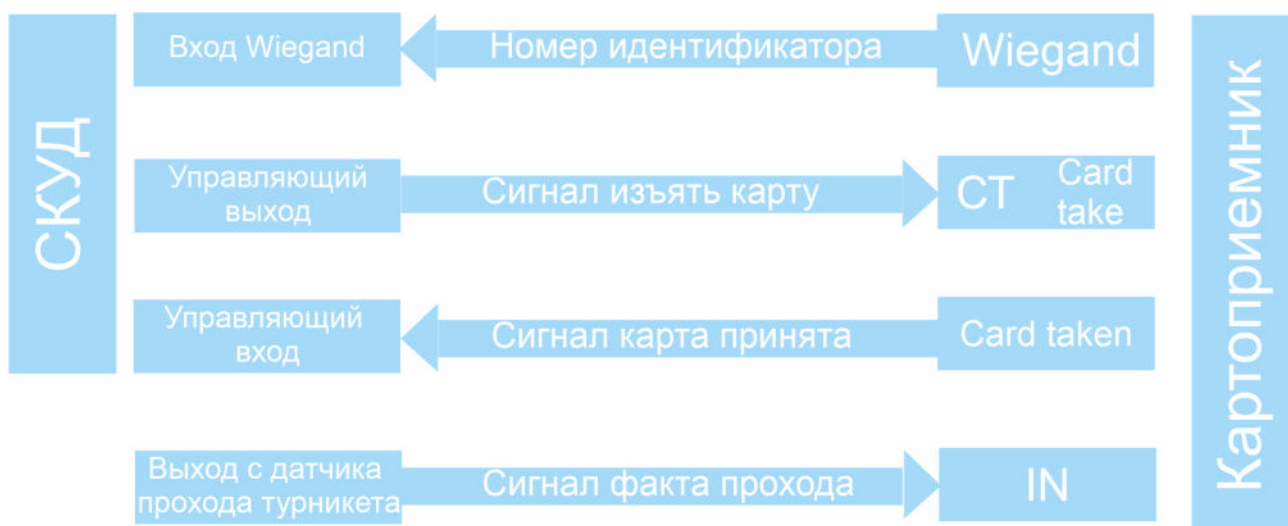 СКУД
Вход Wiegand
Номер идентификатора
Wiegand
Управляющий
выход
Сигнал изъять карту
CT
Card
take
Управляющий
вход
Сигнал карта принята
Card taken
Выход с датчика
прохода турникета
Сигнал факта прохода
IN
Картоприемник